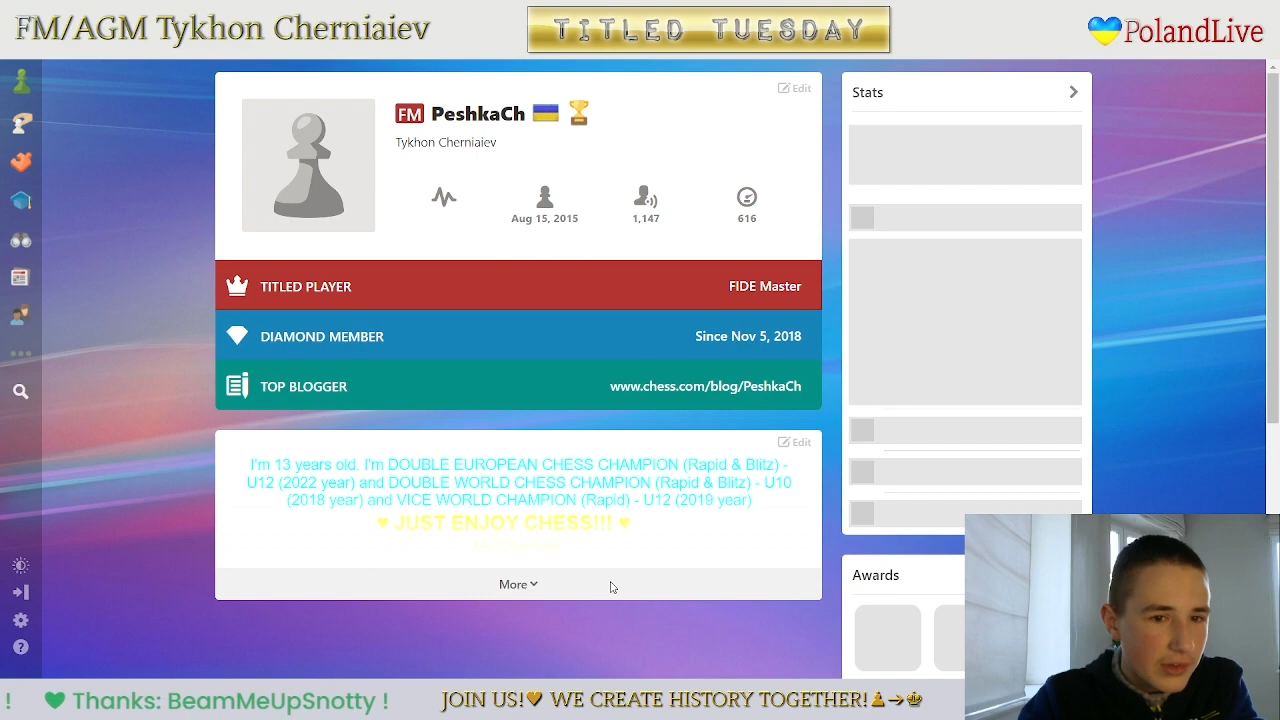 FM/AGM Tykhon Cherniaiev
TITLED TUESDAY
PolandLive
Edit
FM PeshkaCh
Tykhon Cherniaiev
Aug 15, 2015
1,147
616
TITLED PLAYER
FIDE Master
DIAMOND MEMBER
Since Nov 5, 2018
TOP BLOGGER
www.chess.com/blog/PeshkaCh
Edit
I'm 13 years old. I'm DOUBLE EUROPEAN CHESS CHAMPION (Rapid & Blitz) -
U12 (2022 year) and DOUBLE WORLD CHESS CHAMPION (Rapid & Blitz) - U10
(2018 year) and VICE WORLD CHAMPION (Rapid) - U12 (2019 year)
♥ JUST ENJOY CHESS!!! ♥
More
Stats
Awards
! 💚 Thanks: BeamMeUpSnotty !
JOIN US!🧡 WE CREATE HISTORY TOGETHER!♟→♚